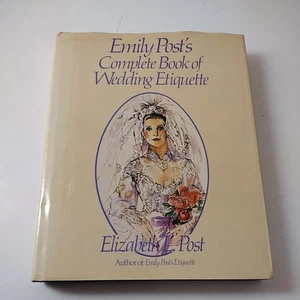 Emily Post's
Complete Book of
Wedding Etiquette
Elizabeth L. Post
Author of Emily Post's Etiquette